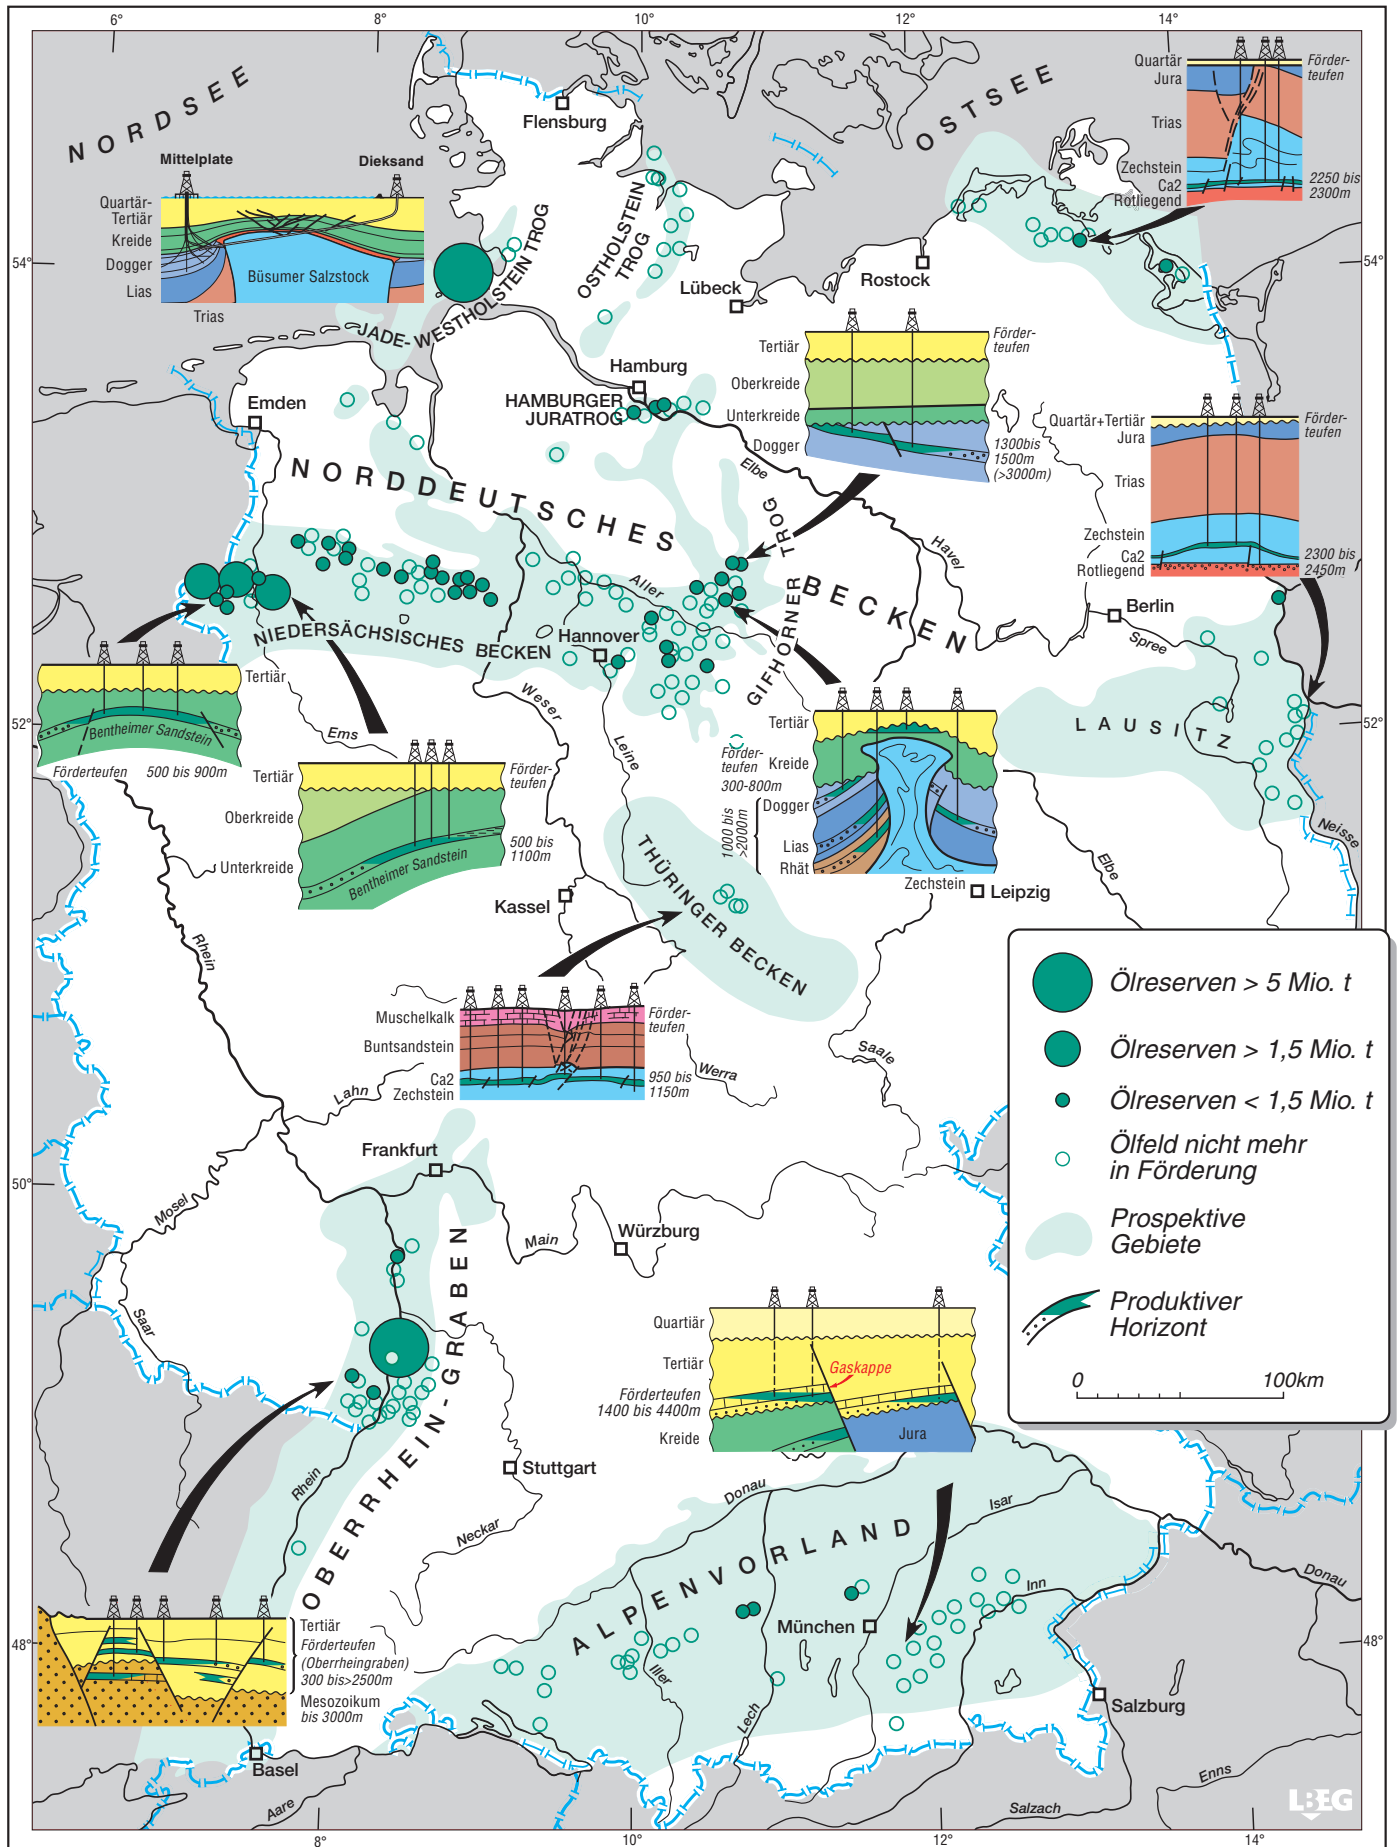 6°
8°
10°
12°
14°
NORDSEE
OSTSEE
Flensburg
Mittelplate
Dieksand
Quartär-
Tertiär
Kreide
Dogger
Lias
Büsumer Salzstock
Trias
54°
54°
JADE-WESTHOLSTEIN TROG
OSTHOLSTEIN
TROG
Lübeck
Rostock
Quartär
Jura
Trias
Zechstein
Ca2
Rotliegend
Förder-
teufen
2250 bis
2300m
Emden
Hamburg
HAMBURGER
JURATROG
Tertiär
Oberkreide
Unterkreide
Dogger
Förder-
teufen
1300bis
1500m
(>3000m)
Elbe
Quartär+Tertiär
Jura
Trias
Zechstein
Ca2
Rotliegend
Förder-
teufen
2300 bis
2450m
NORDDEUTSCHES
BECKEN
GIFHORNER TROG
Havel
Aller
Berlin
Spree
NIEDERSÄCHSISCHES BECKEN
Hannover
Weser
Leine
Ems
LAUSITZ
52°
52°
Tertiär
Bentheimer Sandstein
Förderteufen
500 bis 900m
Tertiär
Oberkreide
Unterkreide
Bentheimer Sandstein
Förder-
teufen
500 bis
1100m
Tertiär
Förder-
teufen
Kreide
300-800m
Dogger
1000 bis
>2000m
Lias
Rhät
Zechstein
Leipzig
Elbe
Neisse
THÜRINGER BECKEN
Kassel
Rhein
Muschelkalk
Buntsandstein
Ca2
Zechstein
Förder-
teufen
950 bis
1150m
Werra
Saale
Lahn
Ölreserven > 5 Mio. t
Ölreserven > 1,5 Mio. t
Ölreserven < 1,5 Mio. t
Ölfeld nicht mehr
in Förderung
Prospektive
Gebiete
Produktiver
Horizont
0
100km
50°
Frankfurt
Mosel
Main
Würzburg
Saar
OBERRHEIN-GRABEN
Quartiär
Tertiär
Gaskappe
Förderteufen
1400 bis 4400m
Kreide
Jura
Stuttgart
Rhein
Neckar
Donau
Isar
ALPENVORLAND
Inn
Donau
München
48°
48°
Tertiär
Förderteufen
(Oberrheingraben)
300 bis>2500m
Mesozoikum
bis 3000m
Iller
Lech
Salzburg
Basel
Aare
Salzach
Enns
LBEG
8°
10°
12°
14°